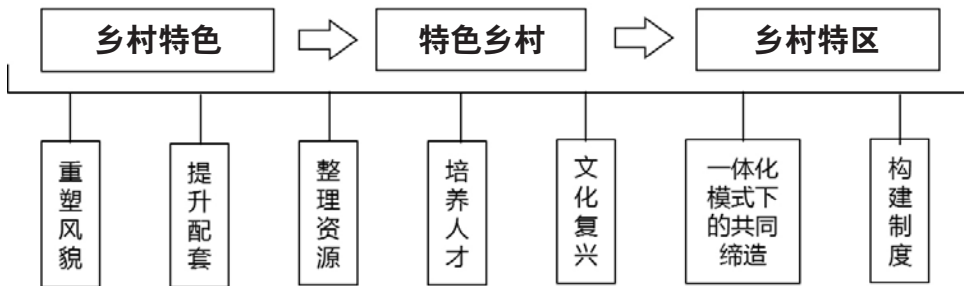 乡村特色
特色乡村
乡村特区
重塑风貌
提升配套
整理资源
培养人才
文化复兴
一体化
模式下
的共同
缔造
构建制度